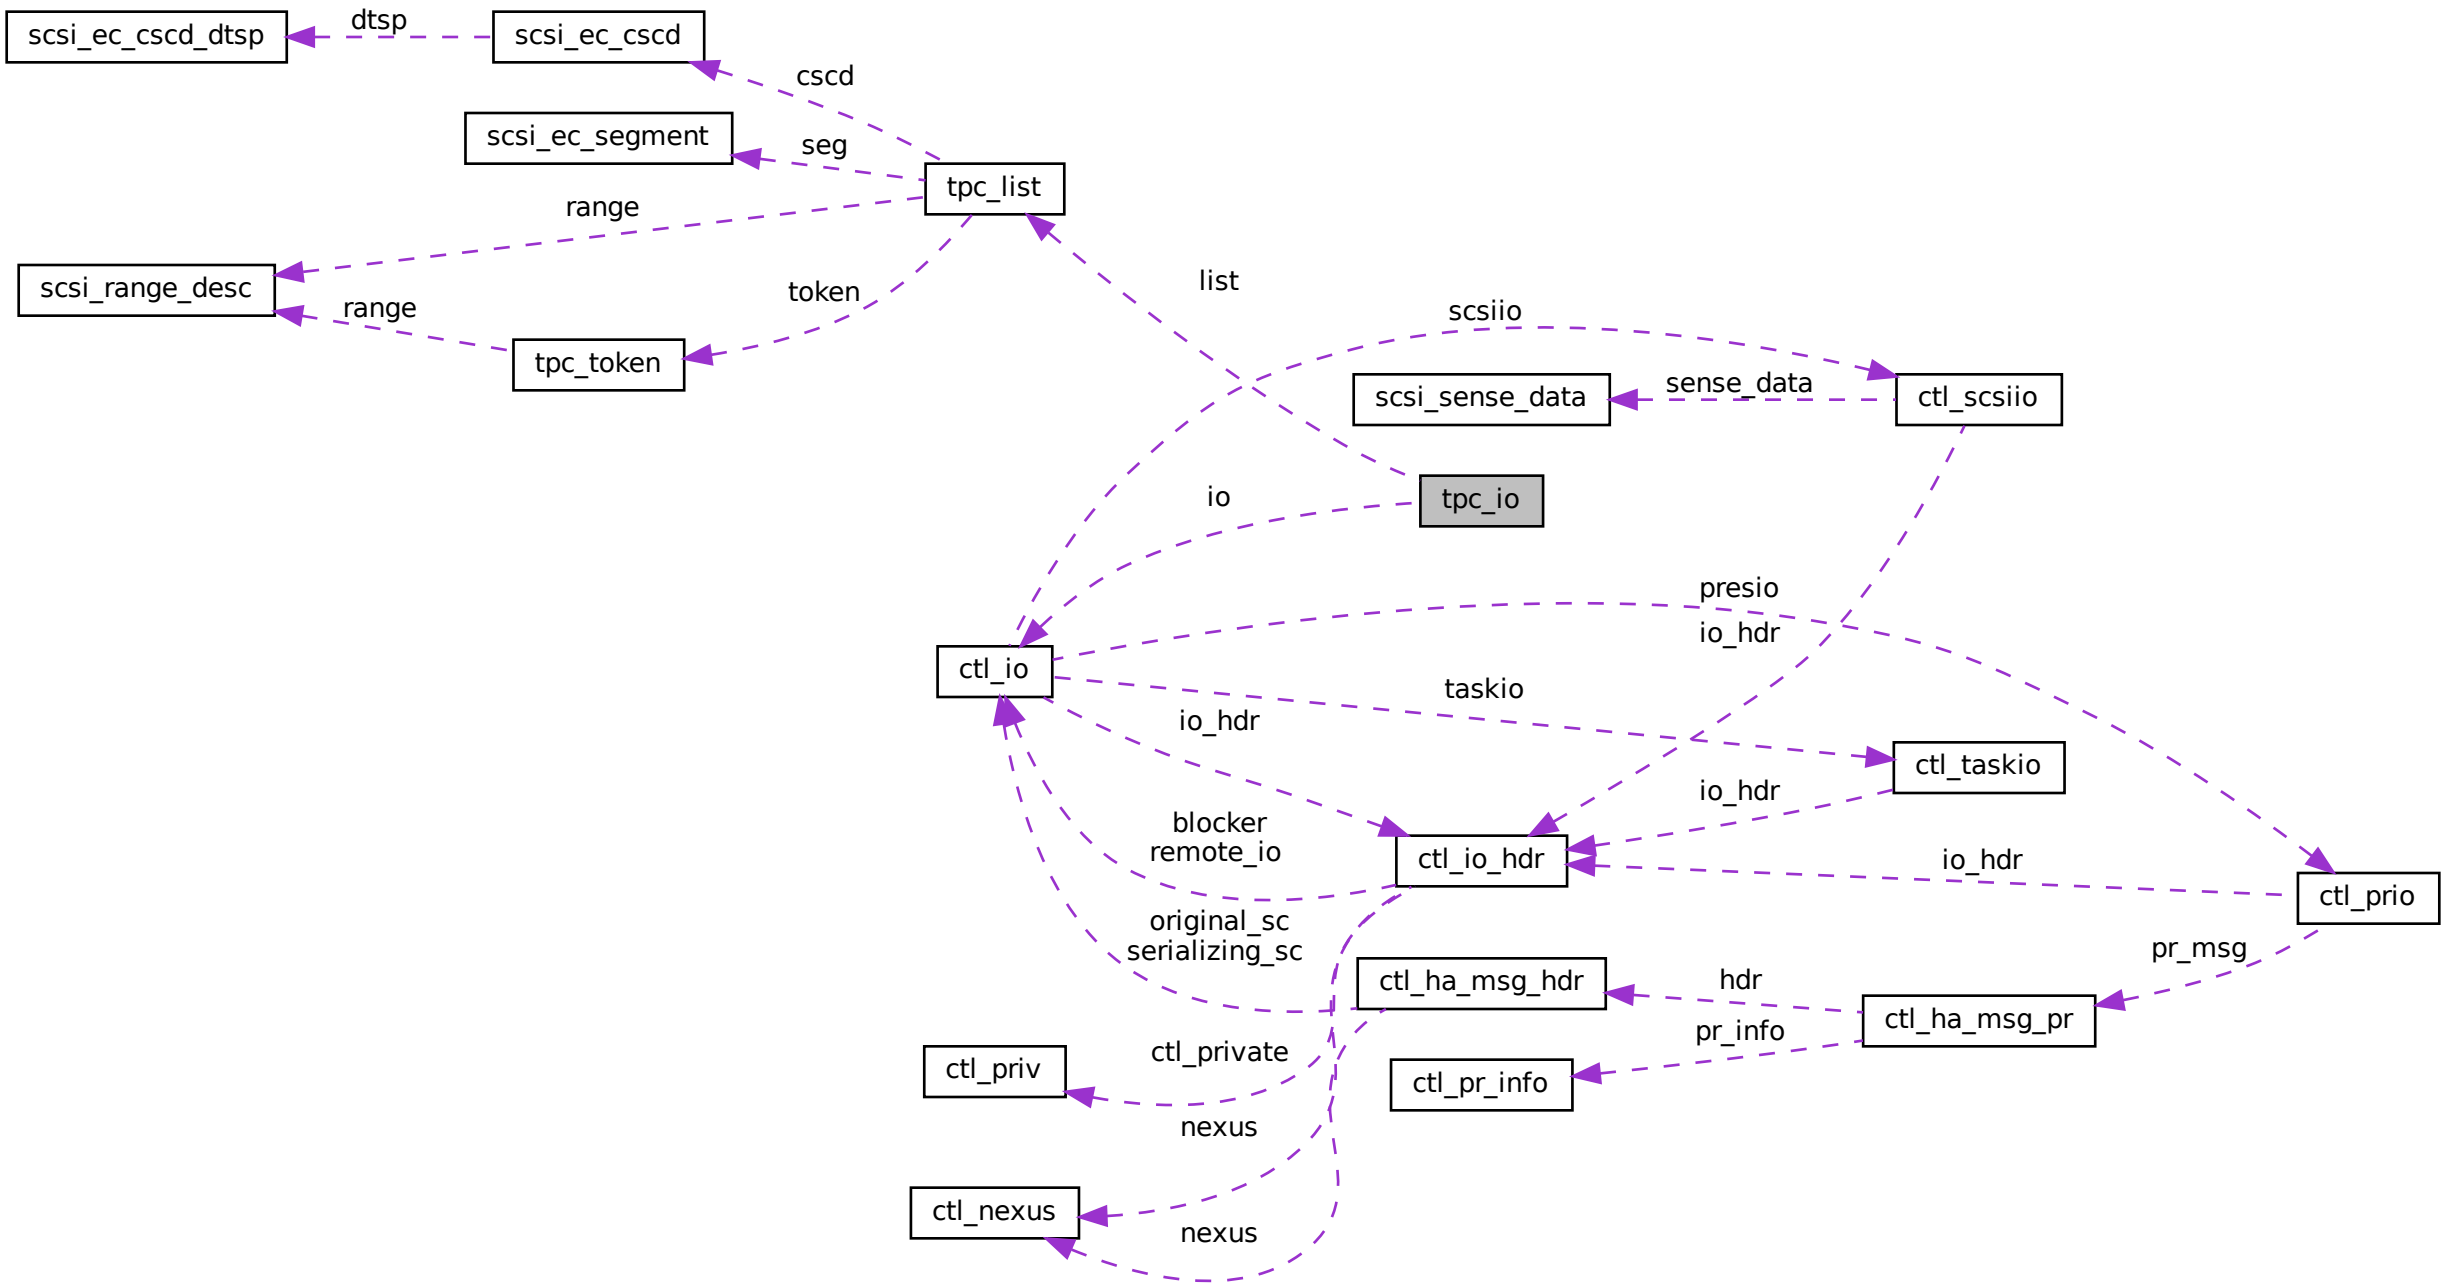 dtsp
scsi_ec_cscd_dtsp
scsi_ec_cscd
cscd
scsi_ec_segment
seg
tpc_list
range
list
scsi_range_desc
token
range
scsiio
tpc_token
sense_data
scsi_sense_data
ctl_scsiio
io
tpc_io
presio
io_hdr
ctl_io
taskio
io_hdr
ctl_taskio
io_hdr
blocker
remote_io
ctl_io_hdr
io_hdr
ctl_prio
original_sc
serializing_sc
pr_msg
ctl_ha_msg_hdr
hdr
ctl_ha_msg_pr
pr_info
ctl_private
ctl_priv
ctl_pr_info
nexus
ctl_nexus
nexus